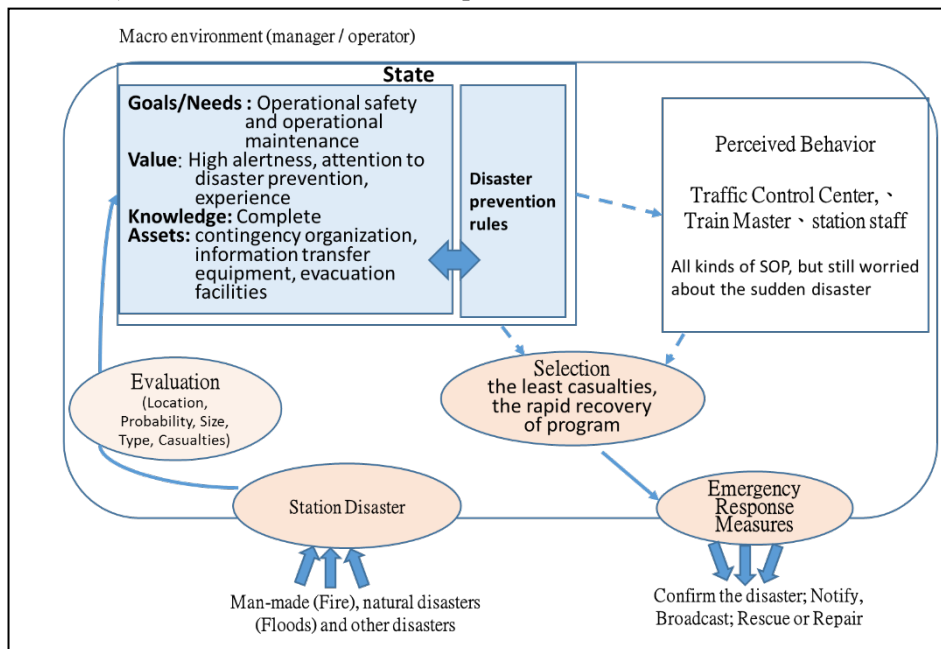 Macro environment (manager / operator)
State
Goals/Needs : Operational safety
and operational
maintenance
Value: High alertness, attention to
disaster prevention,
experience
Knowledge: Complete
Assets: contingency organization,
information transfer
equipment, evacuation
facilities
Disaster
prevention
rules
Perceived Behavior
Traffic Control Center, 、
Train Master、station staff
All kinds of SOP, but still worried
about the sudden disaster
Evaluation
(Location,
Probability, Size,
Type, Casualties)
Selection
the least casualties,
the rapid recovery
of program
Station Disaster
Emergency
Response
Measures
Man-made (Fire), natural disasters
(Floods) and other disasters
Confirm the disaster; Notify,
Broadcast; Rescue or Repair